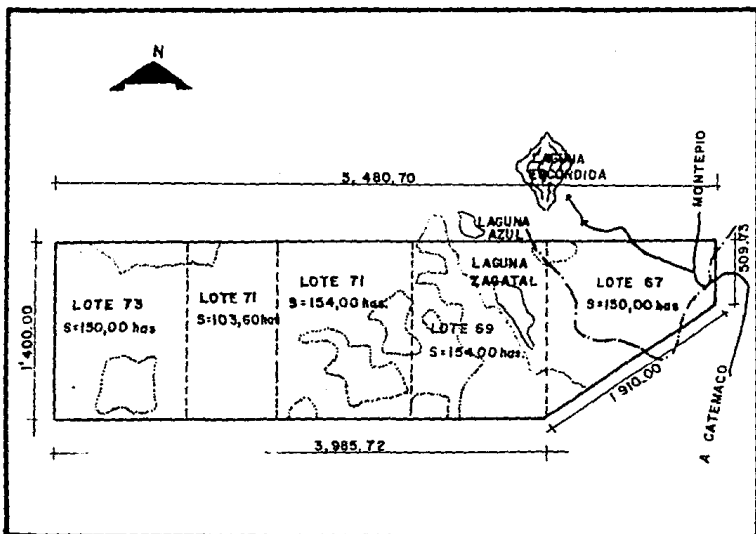 N
LAGUNA
ESCONDIDA
MONTEPIO
5,480.70
LAGUNA
AZUL
509.73
LAGUNA
ZACATAL
LOTE 73
S=150,00 has
LOTE 71
S=103,60 has
LOTE 71
S=154,00 has
LOTE 69
S=154,00 has.
LOTE 67
S=150,00 has
1'400.00
1'910.00
3,985.72
A CATEMACO